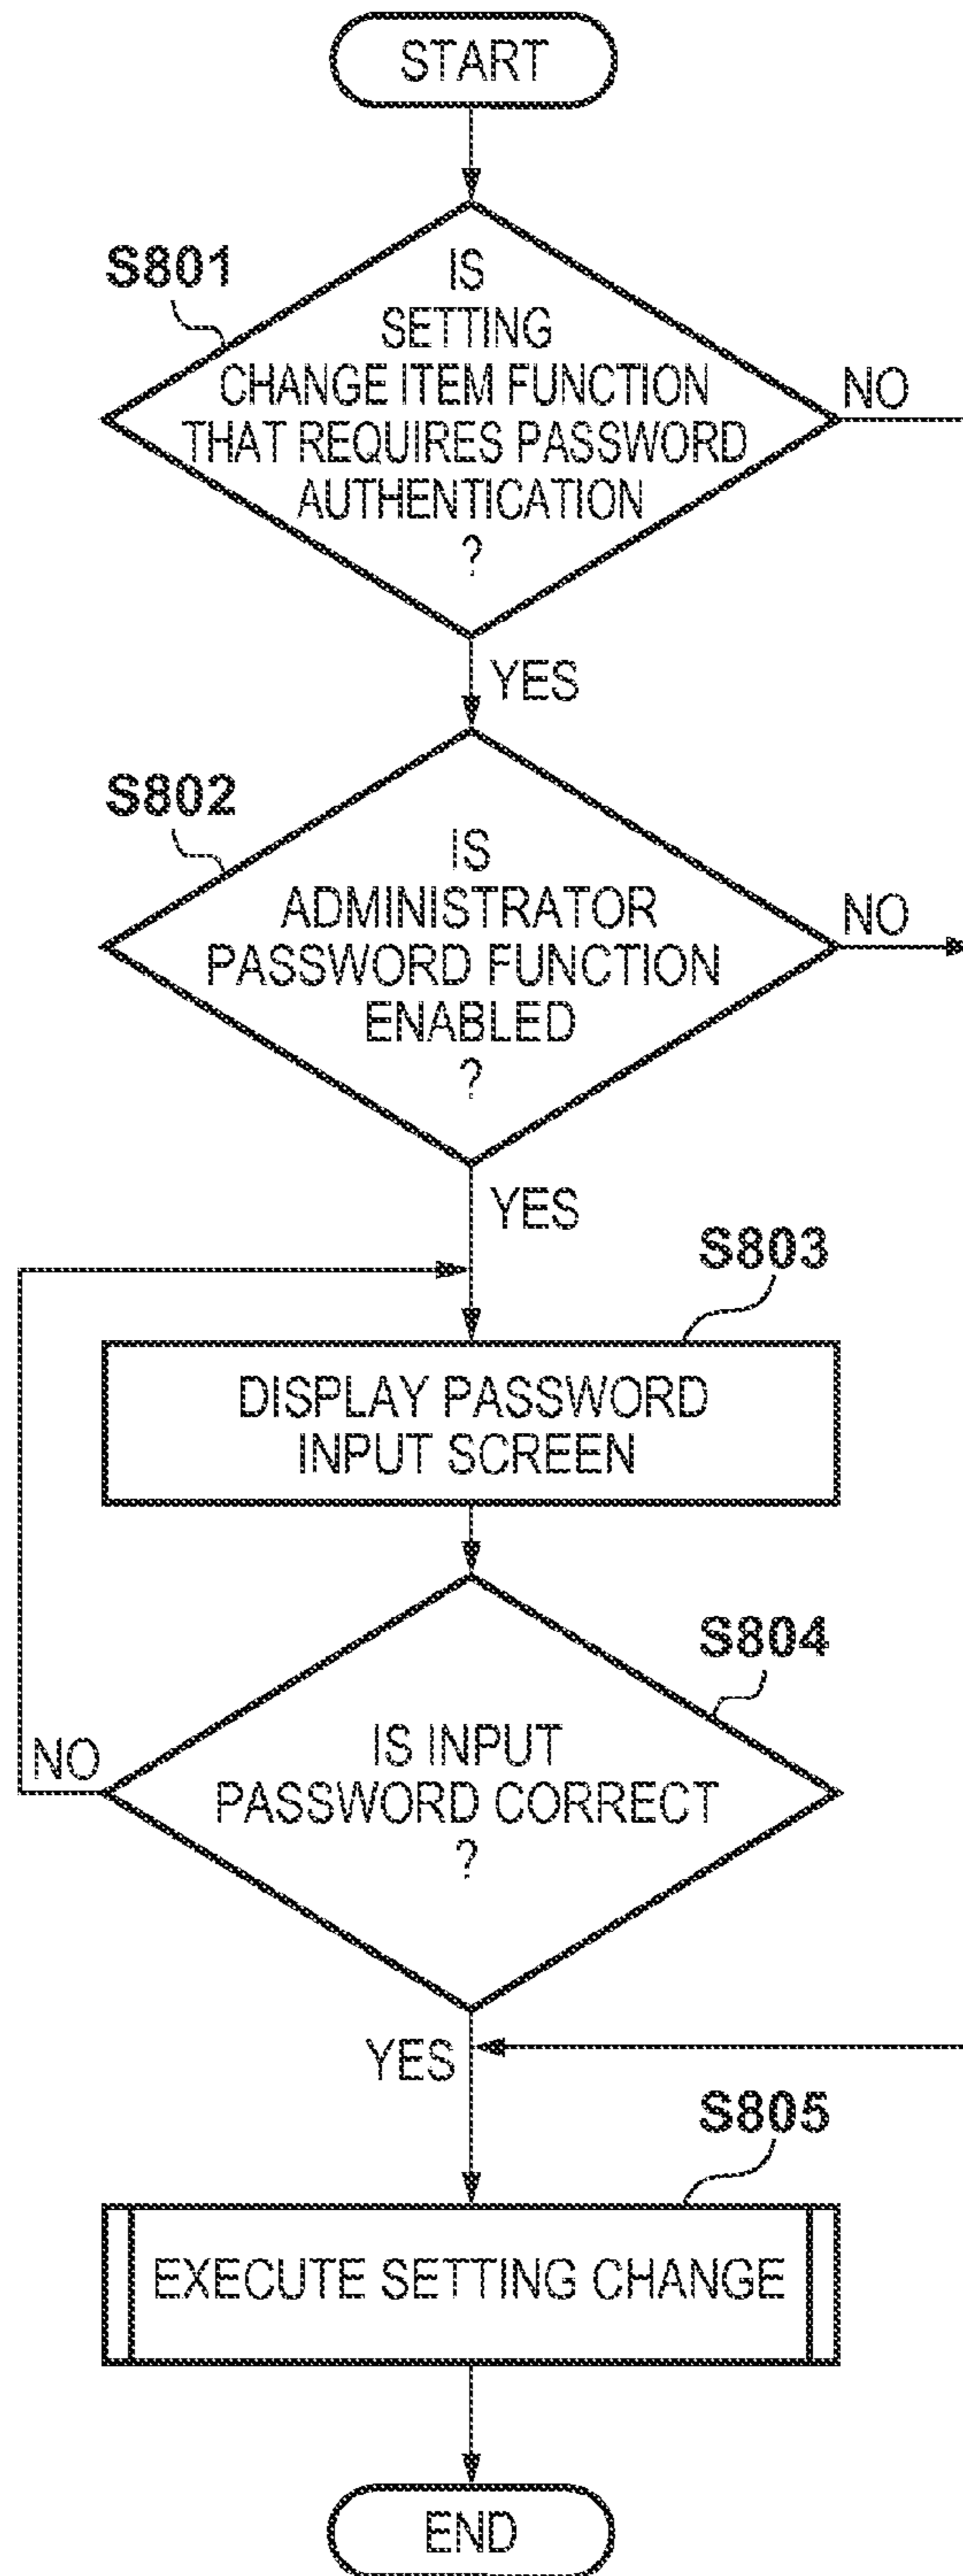 START
S801
IS
SETTING
CHANGE ITEM FUNCTION
THAT REQUIRES PASSWORD
AUTHENTICATION
?
NO
YES
S802
IS
ADMINISTRATOR
PASSWORD FUNCTION
ENABLED
?
NO
YES
S803
DISPLAY PASSWORD
INPUT SCREEN
S804
IS INPUT
PASSWORD CORRECT
?
NO
YES
S805
EXECUTE SETTING CHANGE
END